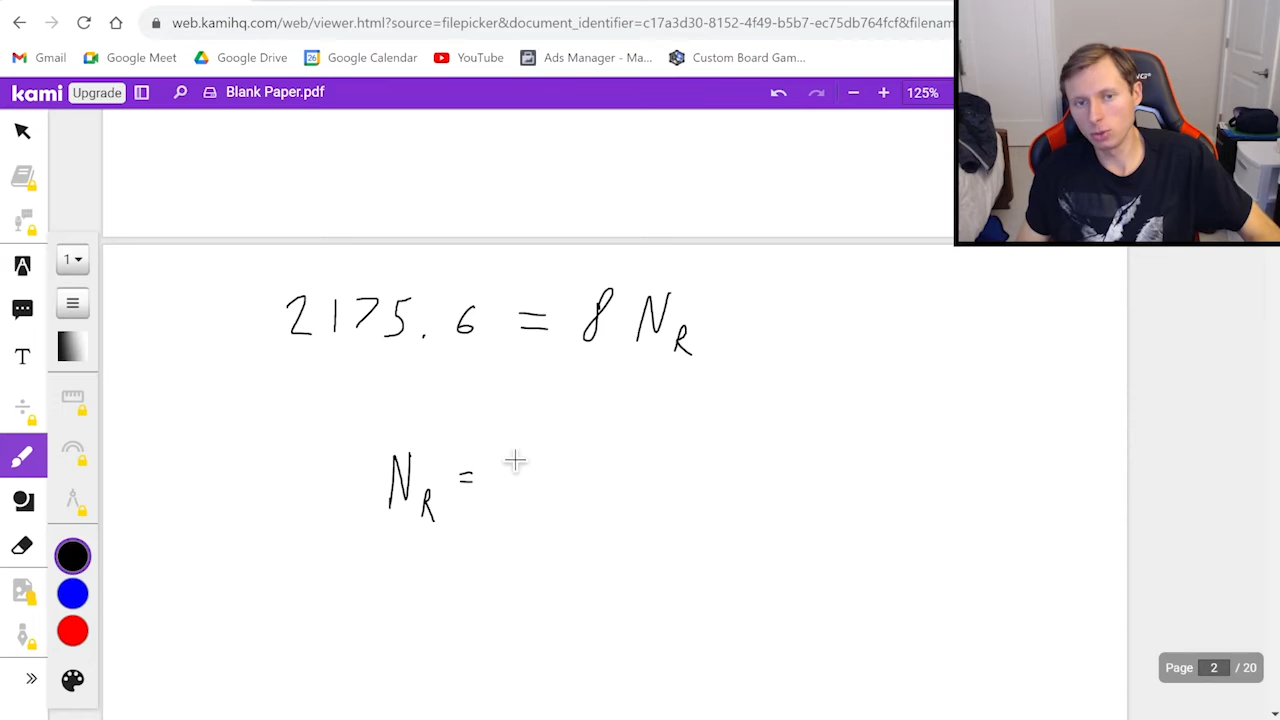 web.kamihq.com/web/viewer.html?source=filepicker&document_identifier=c17a3d30-8152-4f49-b5b7-ec75db764fcf&filenam
Gmail Google Meet Google Drive 26 Google Calendar YouTube Ads Manager - Ma... Custom Board Gam...
kami Upgrade Blank Paper.pdf 125%
1
2175.6 = 8 N_R
N_R =
Page 2 / 20